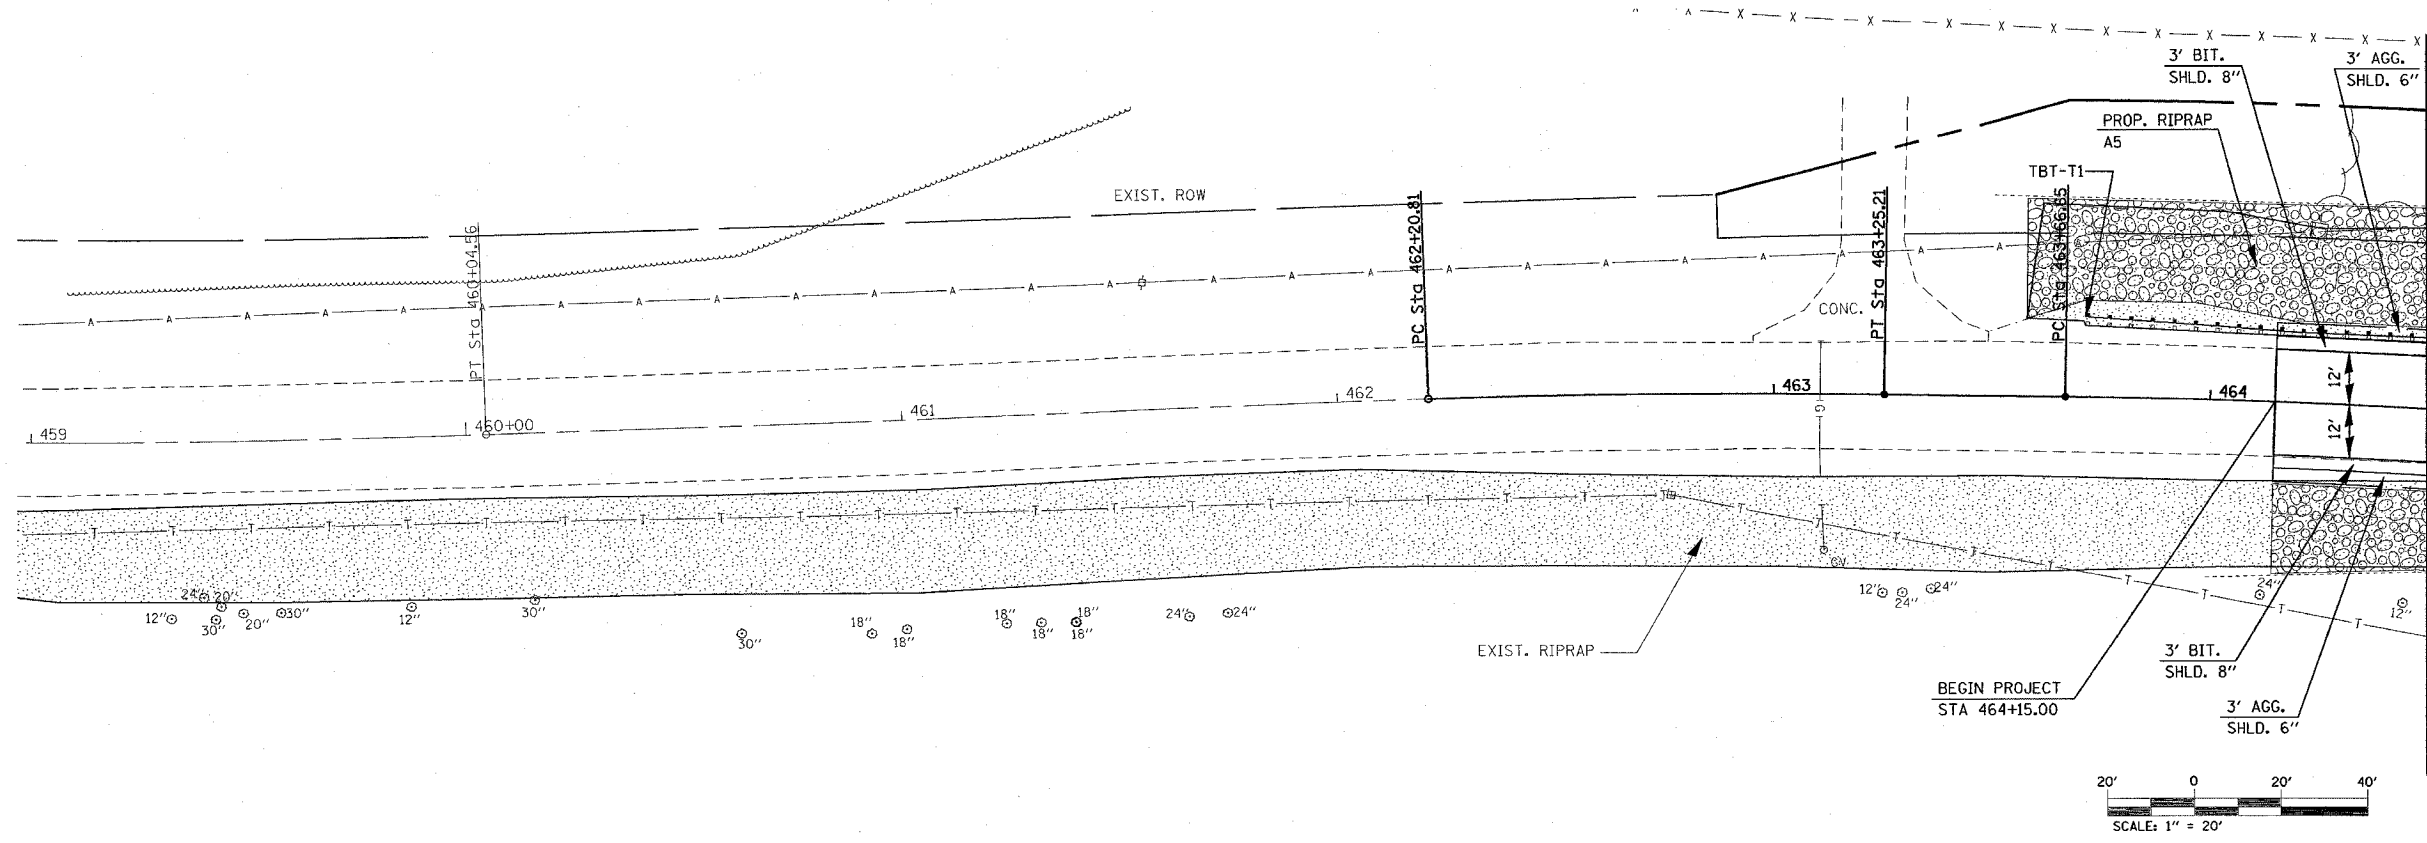 3' BIT.
SHLD. 8"
3' AGG.
SHLD. 6"
PROP. RIPRAP
A5
TBT-T1
EXIST. ROW
PT Sta 460+04.56
PC Sta 462+20.81
PT Sta 463+25.21
PC Sta 463+66.65
CONC.
459
460+00
461
462
463
464
12'
12'
G
GV
EXIST. RIPRAP
24"
20"
12"
30"
20"
30"
12"
30"
30"
18"
18"
18"
18"
18"
18"
24"
24"
12"
24"
24"
24"
12"
BEGIN PROJECT
STA 464+15.00
3' BIT.
SHLD. 8"
3' AGG.
SHLD. 6"
20' 0 20' 40'
SCALE: 1" = 20'